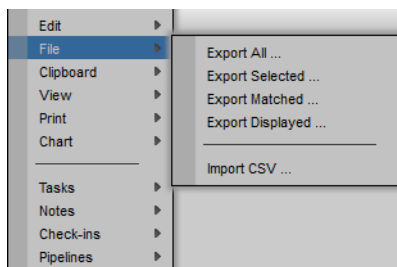 Edit
File
Clipboard
View
Print
Chart
Tasks
Notes
Check-ins
Pipelines
Export All ...
Export Selected ...
Export Matched ...
Export Displayed ...
Import CSV ...